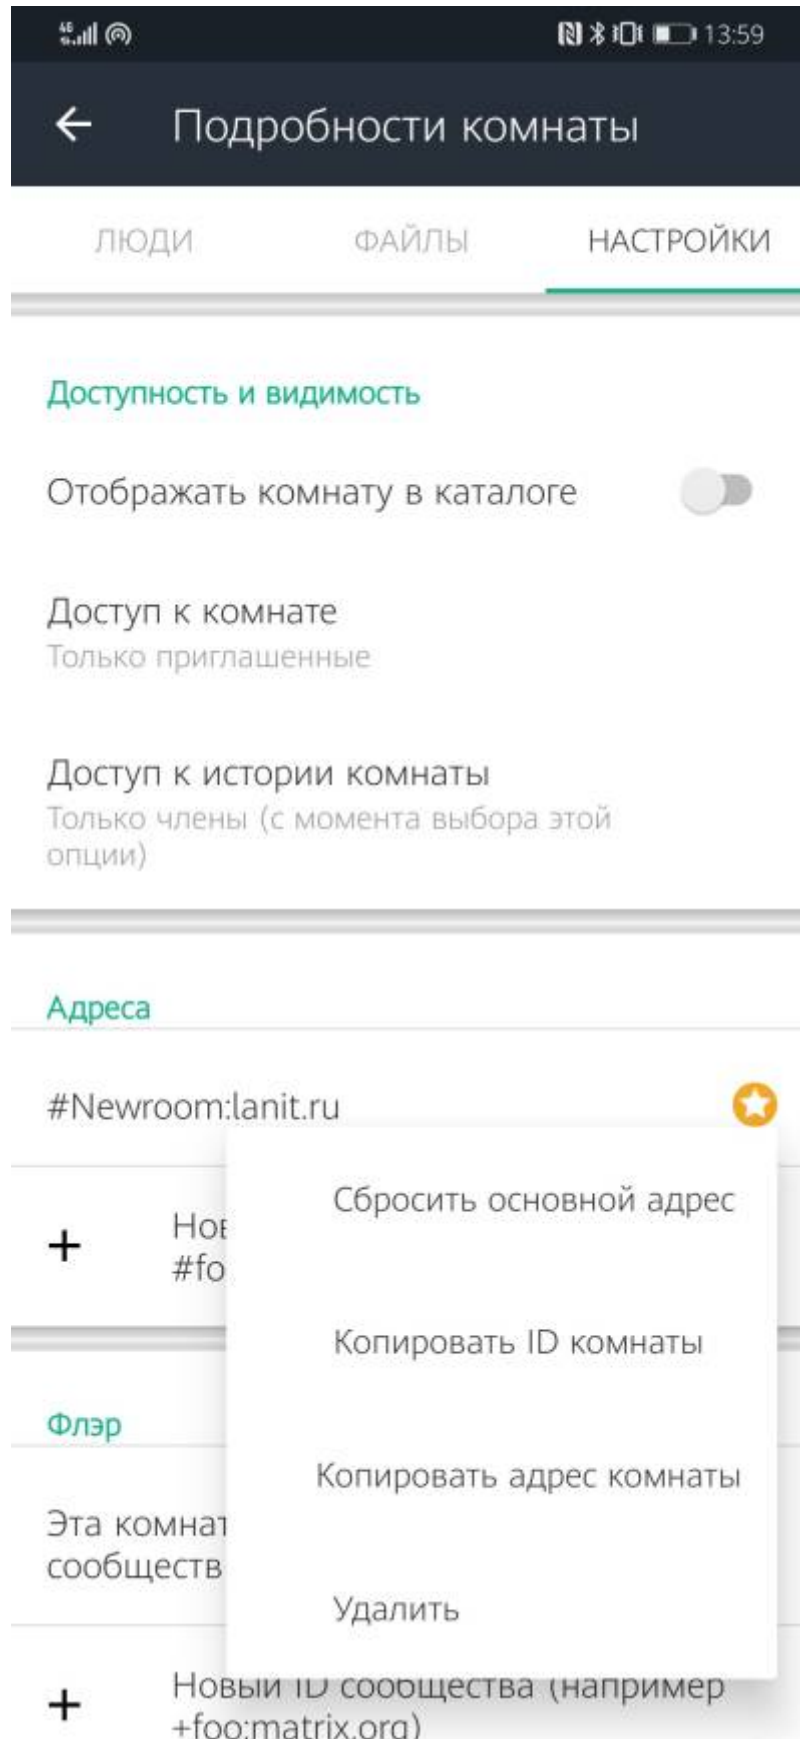 4G
13:59
Подробности комнаты
ЛЮДИ
ФАЙЛЫ
НАСТРОЙКИ
Доступность и видимость
Отображать комнату в каталоге
Доступ к комнате
Только приглашенные
Доступ к истории комнаты
Только члены (с момента выбора этой
опции)
Адреса
#Newroom:lanit.ru
Сбросить основной адрес
#fo
Копировать ID комнаты
Флэр
Копировать адрес комнаты
Эта
сообществ
Удалить
Новый ID сообщества (например
+foo:matrix.org)